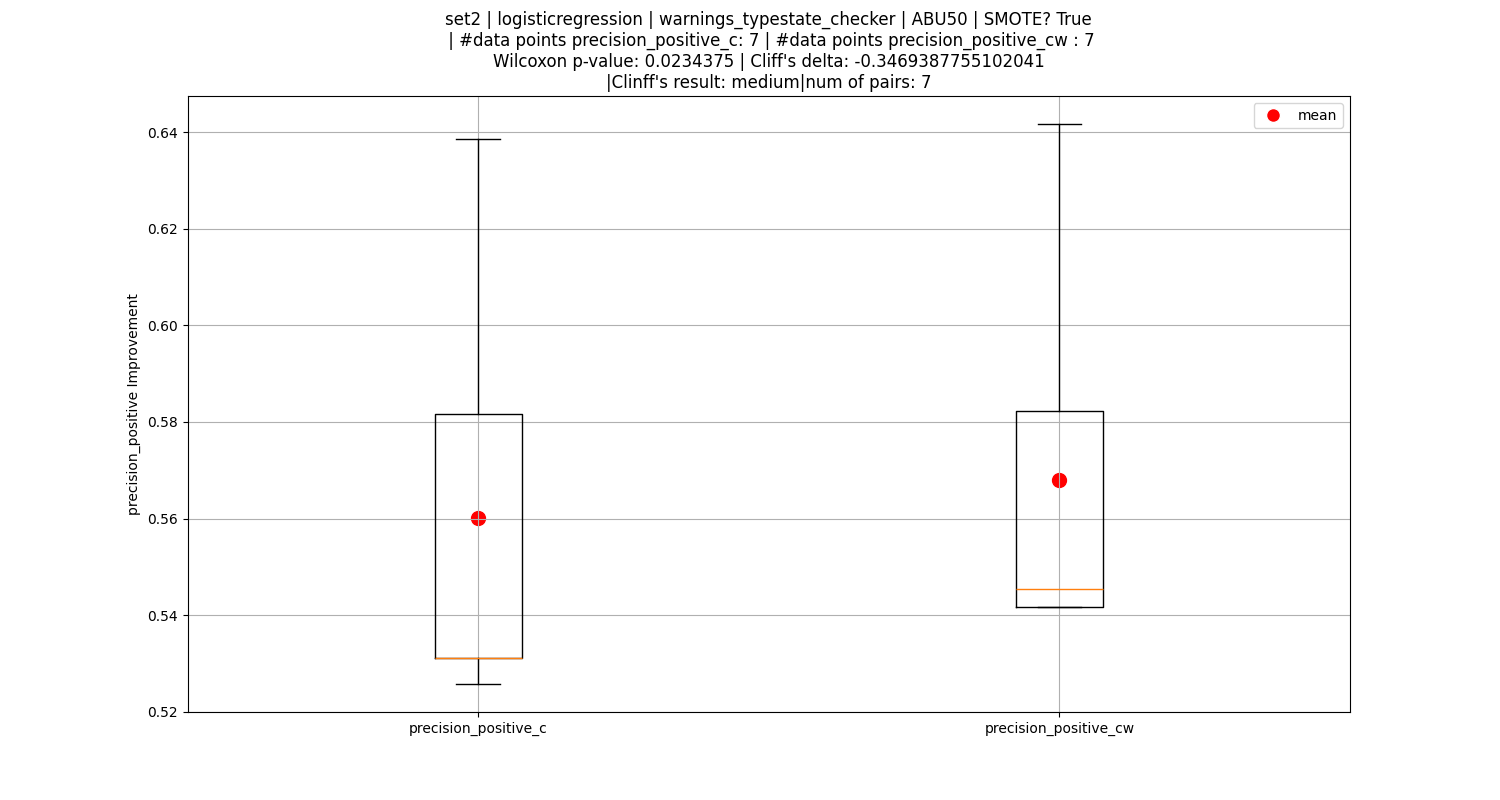 set2 | logisticregression | warnings_typestate_checker | ABU50 | SMOTE? True
| #data points precision_positive_c: 7 | #data points precision_positive_cw : 7
Wilcoxon p-value: 0.0234375 | Cliff's delta: -0.3469387755102041
|Clinff's result: medium|num of pairs: 7
mean
0.64
0.62
0.60
0.58
0.56
0.54
0.52
precision_positive Improvement
precision_positive_c
precision_positive_cw